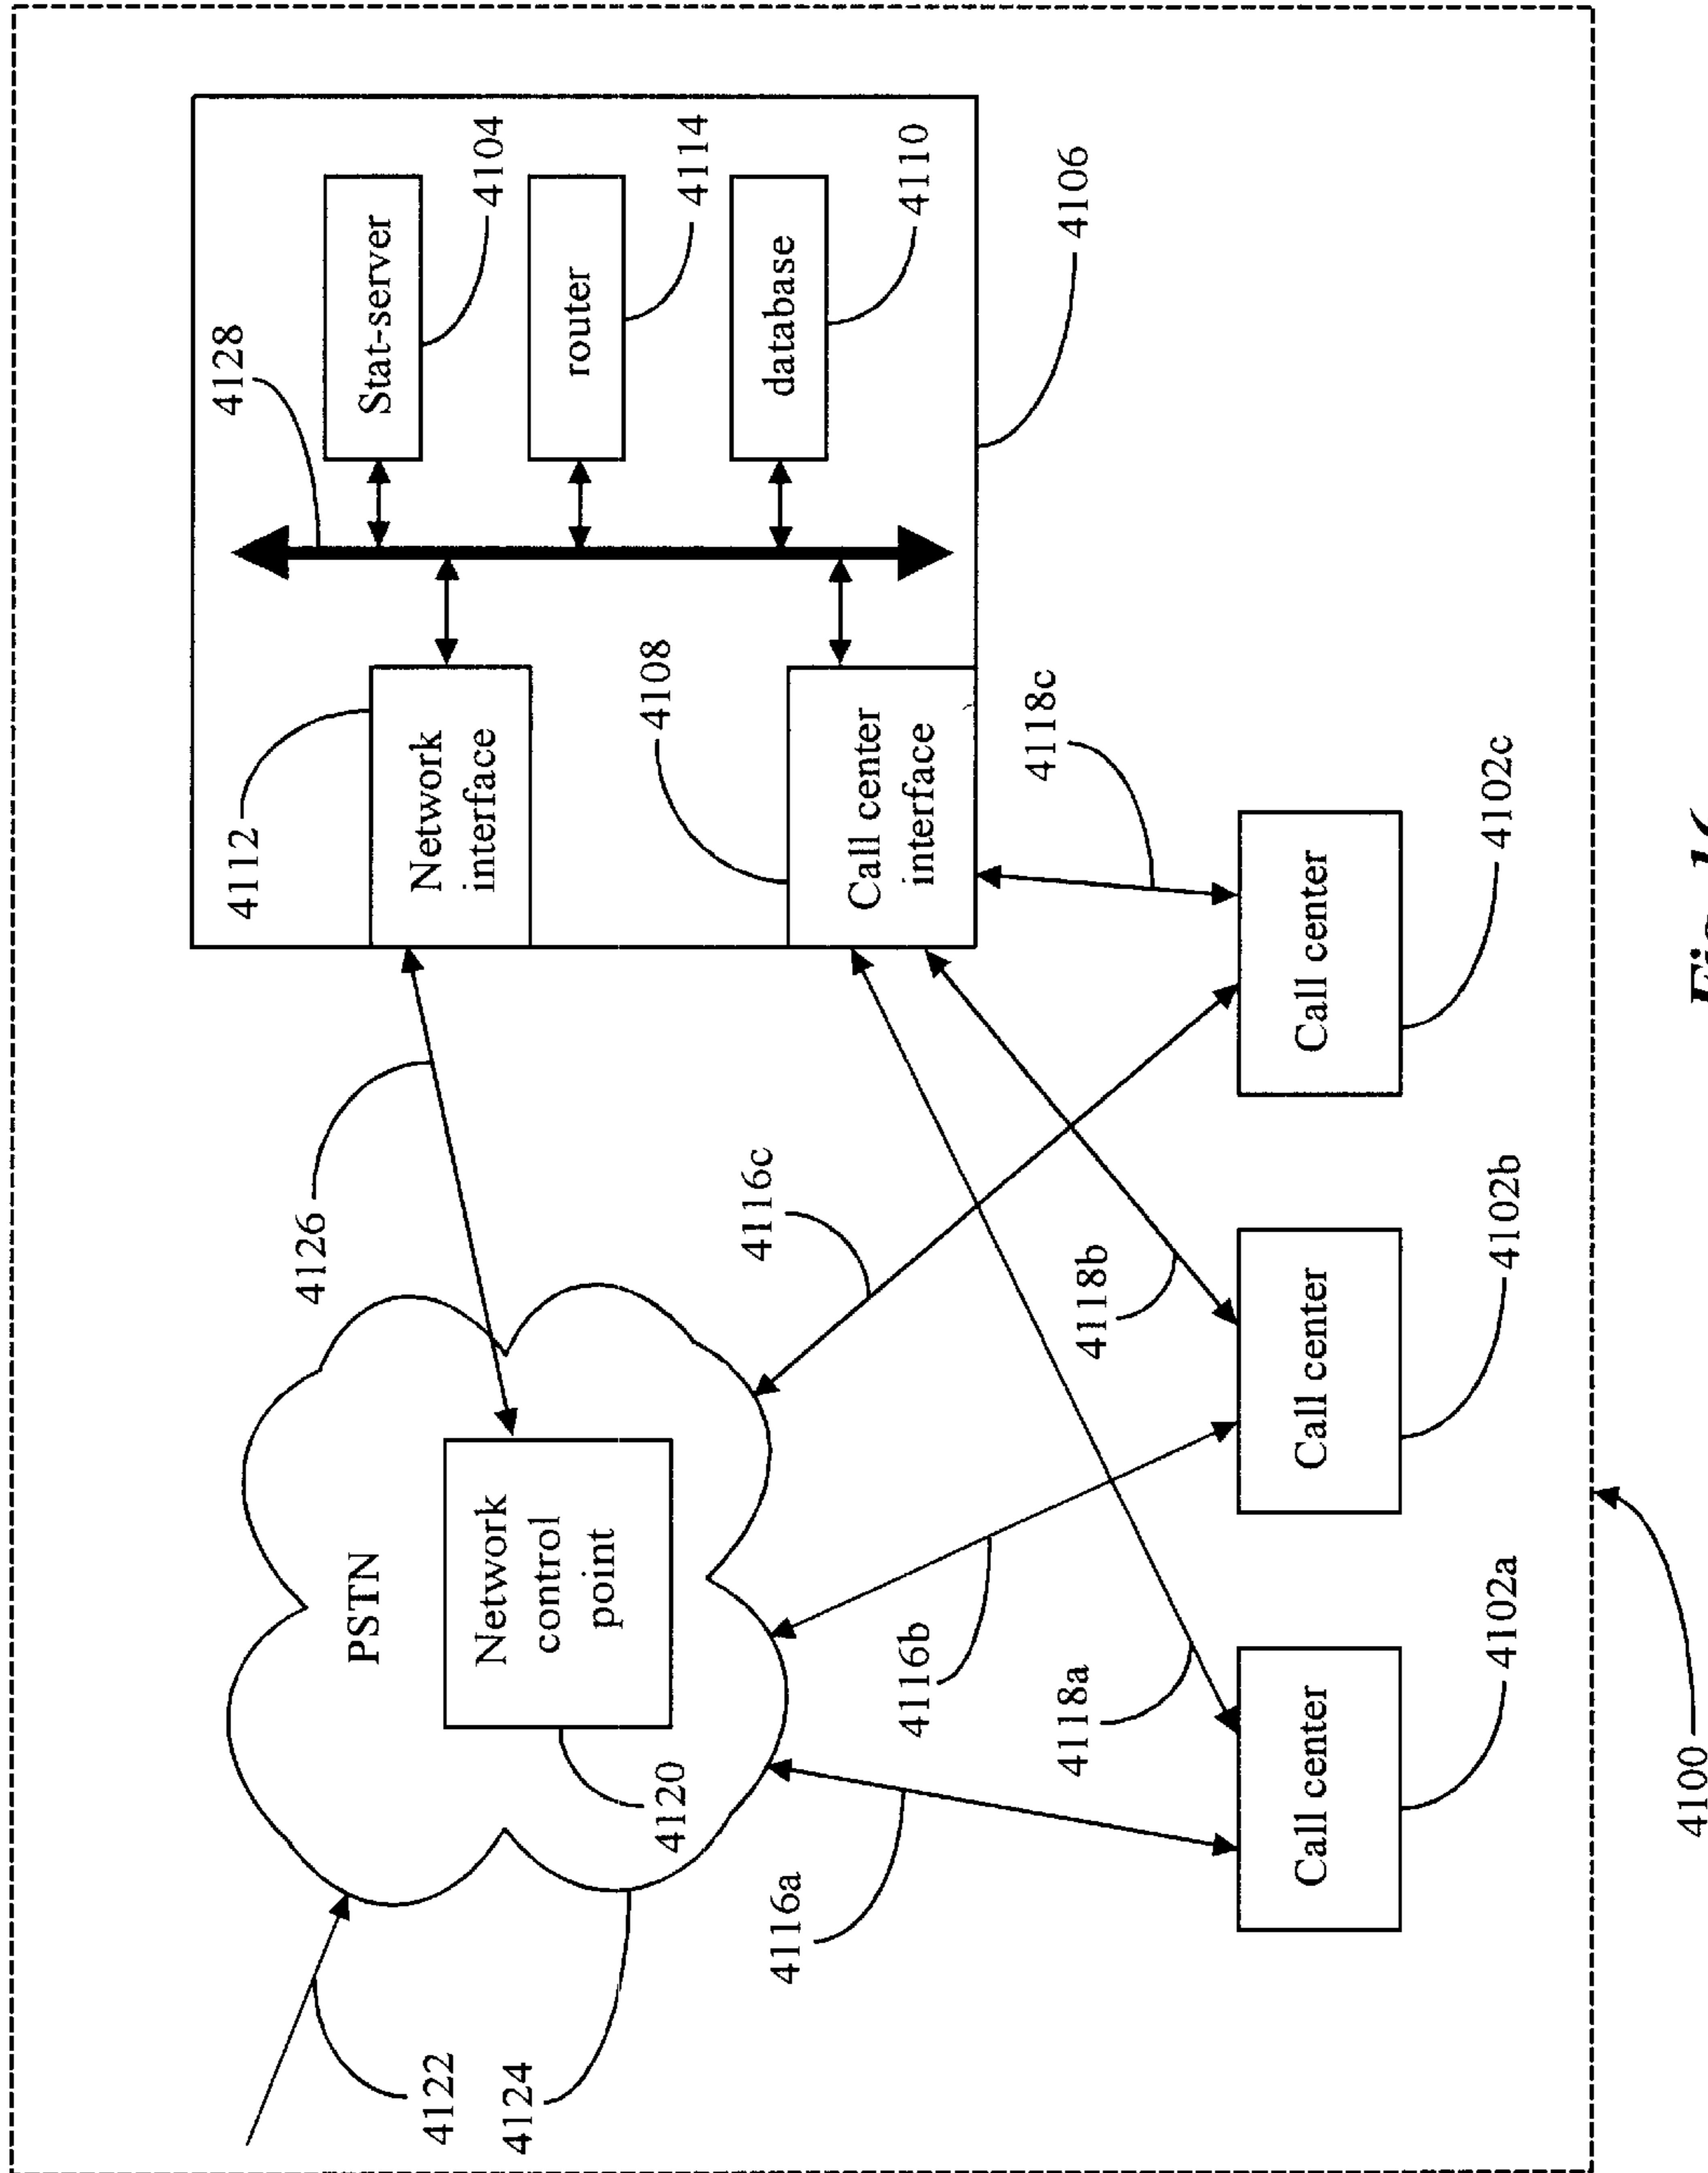 4128
4112
Stat-server
4126
PSTN
Network
interface
4104
4122
Network
control
point
4124
router
4120
4108
4114
4116a
4116c
database
Call center
interface
4110
4116b
4118a
4118b
4118c
4106
Call center
Call center
Call center
4102a
4102b
4102c
4100